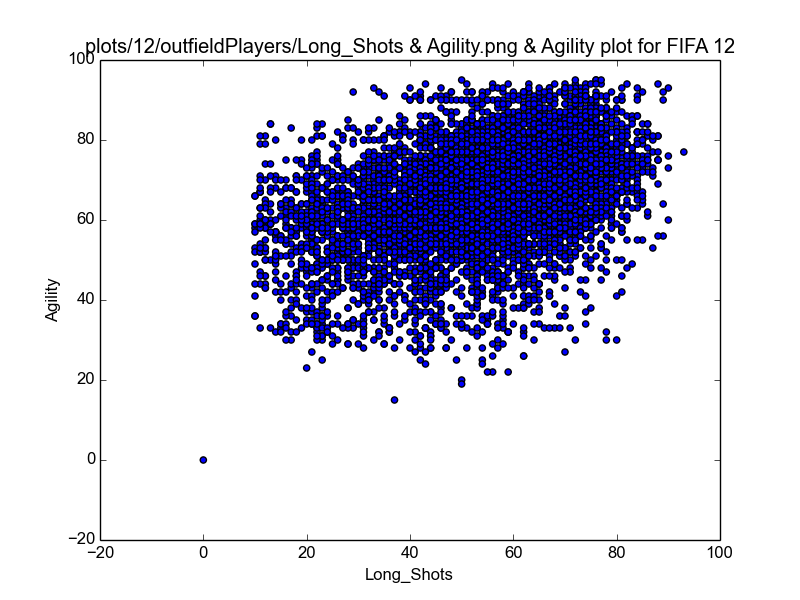 plots/12/outfieldPlayers/Long_Shots & Agility.png & Agility plot for FIFA 12
100
80
60
40
20
0
−20
Agility
−20 0 20 40 60 80 100
Long_Shots